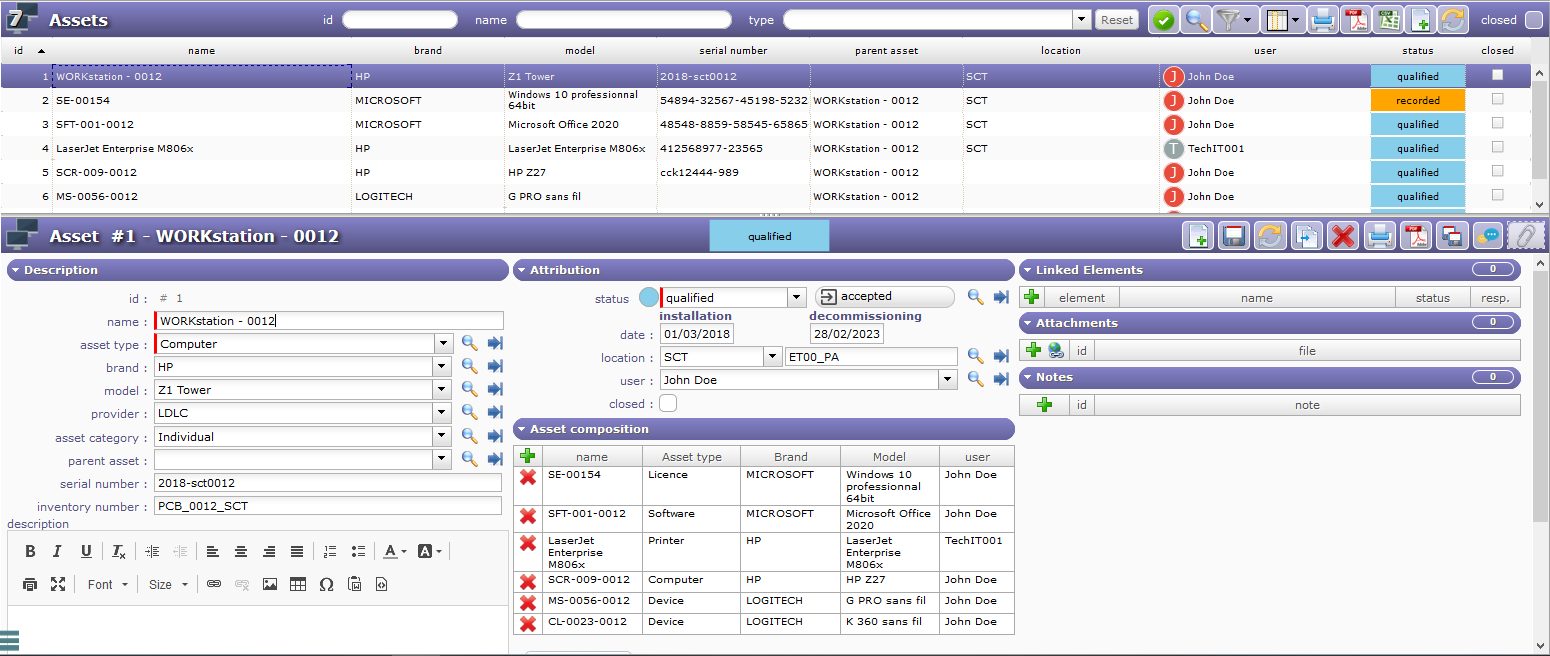 7 Assets id name type Reset closed
id name brand model serial number parent asset location user status closed
1 WORKstation - 0012 HP Z1 Tower 2018-sct0012 SCT J John Doe qualified
2 SE-00154 MICROSOFT Windows 10 professionnal 64bit 54894-32567-45198-5232 WORKstation - 0012 SCT J John Doe recorded
3 SFT-001-0012 MICROSOFT Microsoft Office 2020 48548-8859-58545-65865 WORKstation - 0012 SCT J John Doe qualified
4 LaserJet Enterprise M806x HP LaserJet Enterprise M806x 412568977-23565 WORKstation - 0012 SCT T TechIT001 qualified
5 SCR-009-0012 HP HP Z27 cck12444-989 WORKstation - 0012 J John Doe qualified
6 MS-0056-0012 LOGITECH G PRO sans fil WORKstation - 0012 J John Doe qualified
Asset #1 - WORKstation - 0012 qualified
Description
id : # 1
name : WORKstation - 0012
asset type : Computer
brand : HP
model : Z1 Tower
provider : LDLC
asset category : Individual
parent asset :
serial number : 2018-sct0012
inventory number : PCB_0012_SCT
description
B I U Tx A A
Font Size Ω
Attribution
status qualified accepted
installation decommissioning
date : 01/03/2018 28/02/2023
location : SCT ET00_PA
user : John Doe
closed :
Asset composition
name Asset type Brand Model user
SE-00154 Licence MICROSOFT Windows 10 John Doe
professionnal
64bit
SFT-001-0012 Software MICROSOFT Microsoft Office John Doe
2020
LaserJet Printer HP LaserJet TechIT001
Enterprise Enterprise
M806x M806x
SCR-009-0012 Computer HP HP Z27 John Doe
MS-0056-0012 Device LOGITECH G PRO sans fil John Doe
CL-0023-0012 Device LOGITECH K 360 sans fil John Doe
Linked Elements 0
element name status resp.
Attachments 0
id file
Notes 0
id note